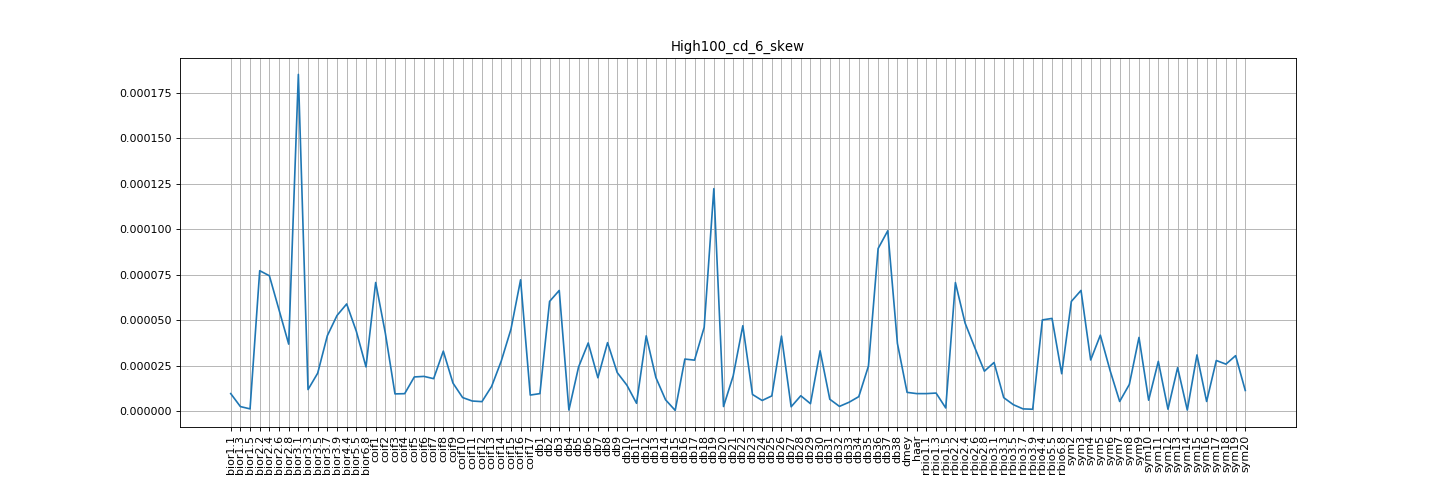 High100_cd_6_skew
0.000175
0.000150
0.000125
0.000100
0.000075
0.000050
0.000025
0.000000
bior1.1
bior1.3
bior1.5
bior2.2
bior2.4
bior2.6
bior2.8
bior3.1
bior3.3
bior3.5
bior3.7
bior3.9
bior4.4
bior5.5
bior6.8
coif1
coif2
coif3
coif4
coif5
coif6
coif7
coif8
coif9
coif10
coif11
coif12
coif13
coif14
coif15
coif16
coif17
db1
db2
db3
db4
db5
db6
db7
db8
db9
db10
db11
db12
db13
db14
db15
db16
db17
db18
db19
db20
db21
db22
db23
db24
db25
db26
db27
db28
db29
db30
db31
db32
db33
db34
db35
db36
db37
db38
dmey
haar
rbio1.1
rbio1.3
rbio1.5
rbio2.2
rbio2.4
rbio2.6
rbio2.8
rbio3.1
rbio3.3
rbio3.5
rbio3.7
rbio3.9
rbio4.4
rbio5.5
rbio6.8
sym2
sym3
sym4
sym5
sym6
sym7
sym8
sym9
sym10
sym11
sym12
sym13
sym14
sym15
sym16
sym17
sym18
sym19
sym20